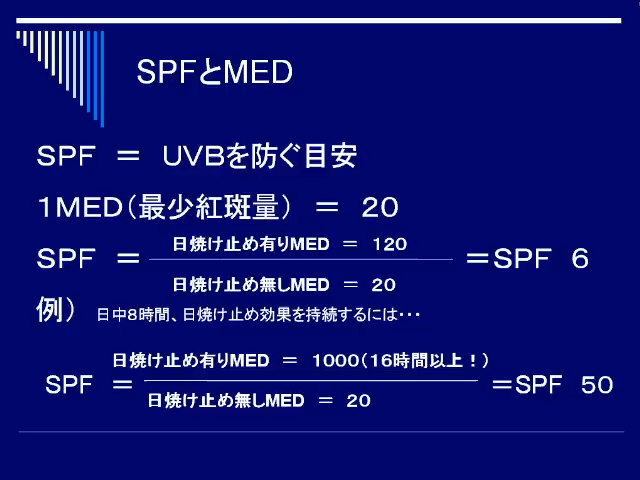 SPFとMED
ＳＰＦ ＝ ＵＶＢを防ぐ目安
１ＭＥＤ（最少紅斑量） ＝ ２０
日焼け止め有りMED ＝ 120
ＳＰＦ ＝ ＝ＳＰＦ ６
日焼け止め無しMED ＝ 20
例） 日中８時間、日焼け止め効果を持続するには･･･
日焼け止め有りMED ＝ 1000（16時間以上！）
SPF ＝ ＝SPF 50
日焼け止め無しMED ＝ 20